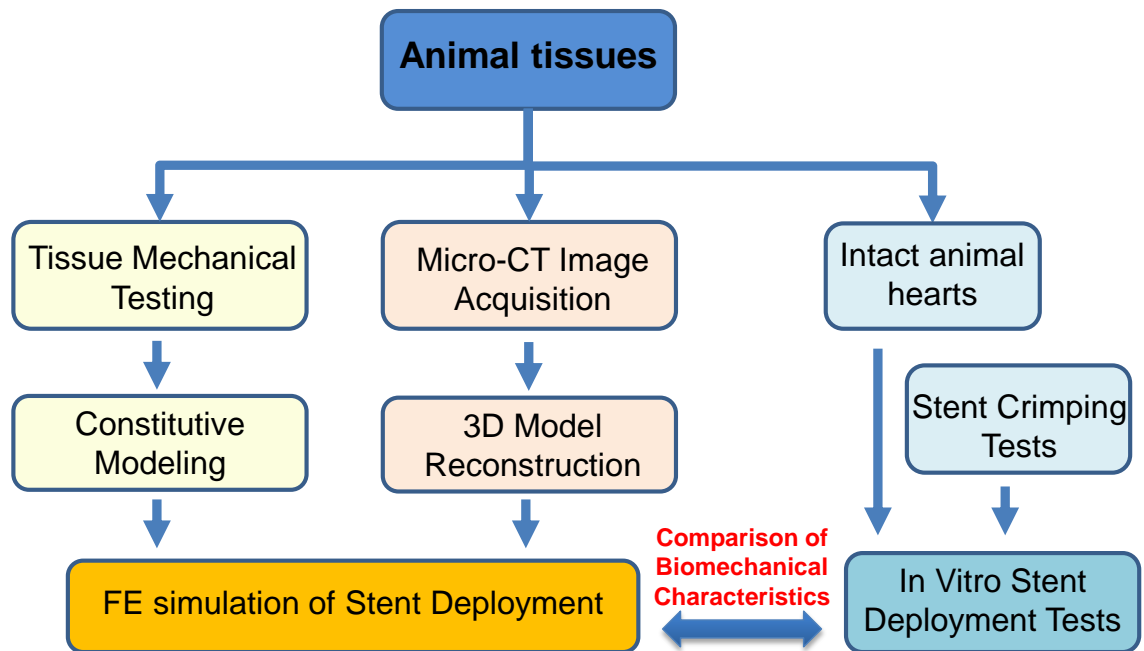 Animal tissues
Tissue Mechanical
Testing
Micro-CT Image
Acquisition
Intact animal
hearts
Constitutive
Modeling
3D Model
Reconstruction
Stent Crimping
Tests
FE simulation of Stent Deployment
Comparison of
Biomechanical
Characteristics
In Vitro Stent
Deployment Tests